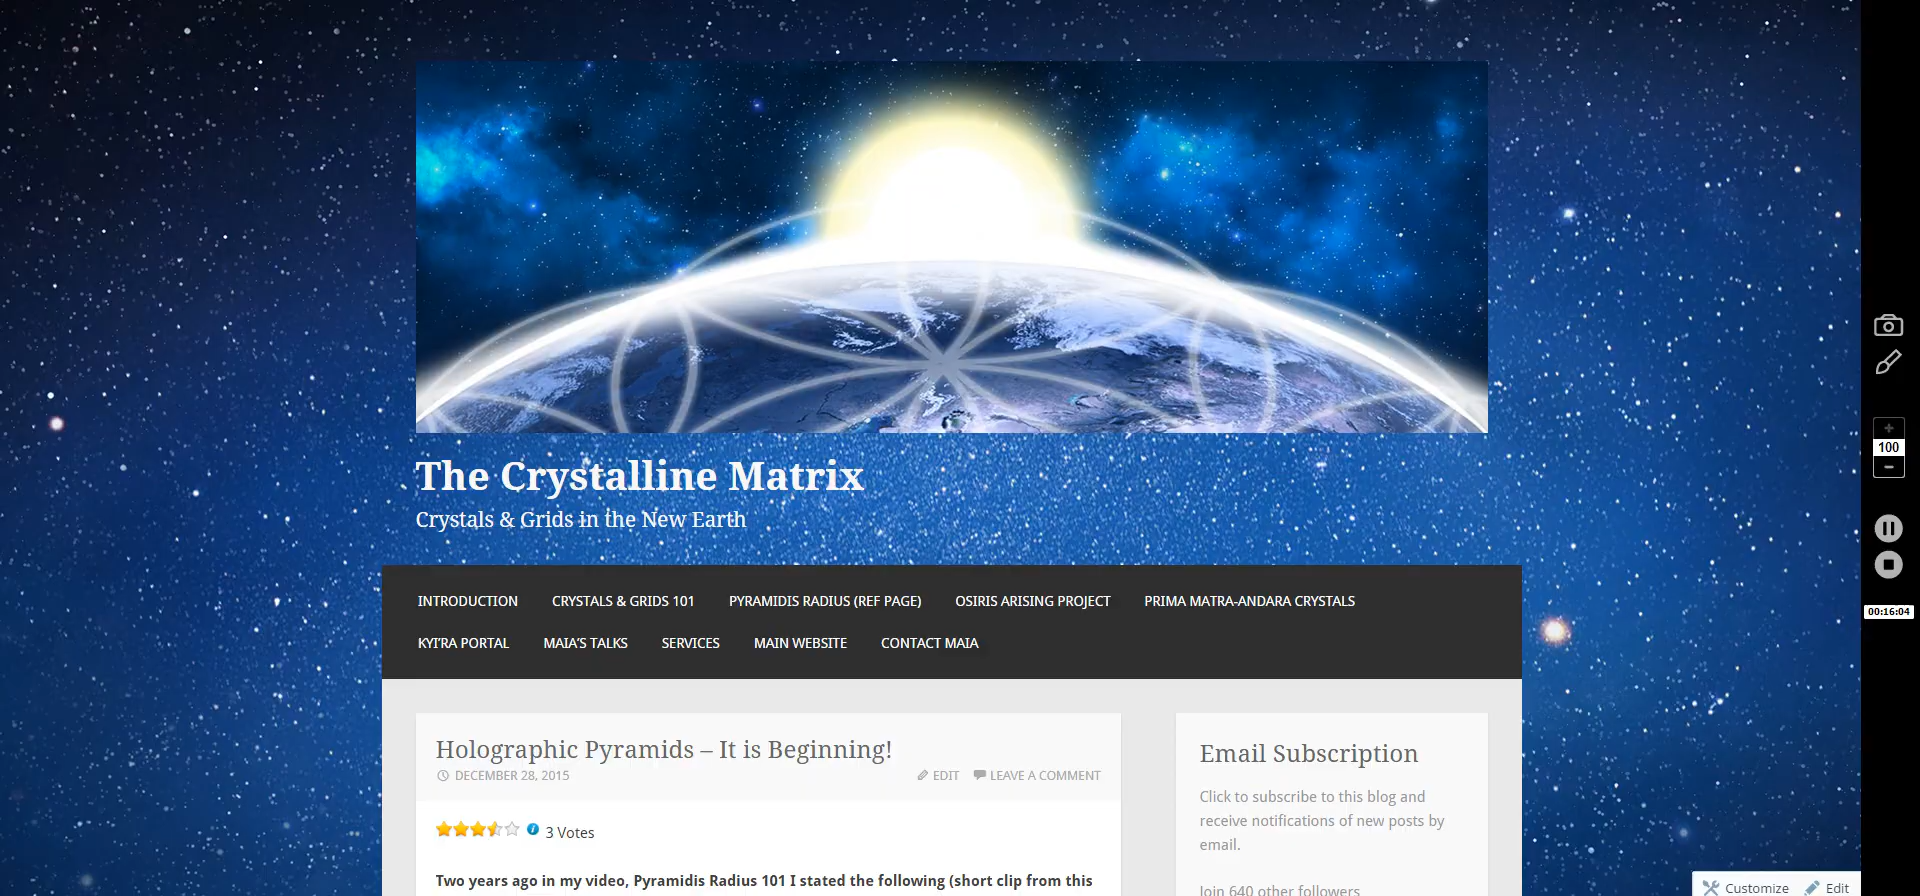 The Crystalline Matrix
Crystals & Grids in the New Earth
INTRODUCTION CRYSTALS & GRIDS 101 PYRAMIDIS RADIUS (REF PAGE) OSIRIS ARISING PROJECT PRIMA MATRA-ANDARA CRYSTALS
KYI'RA PORTAL MAIA'S TALKS SERVICES MAIN WEBSITE CONTACT MAIA
Holographic Pyramids – It is Beginning!
DECEMBER 28, 2015 EDIT LEAVE A COMMENT
3 Votes
Two years ago in my video, Pyramidis Radius 101 I stated the following (short clip from this
Email Subscription
Click to subscribe to this blog and
receive notifications of new posts by
email.
Join 640 other followers
Customize Edit
100
00:16:04